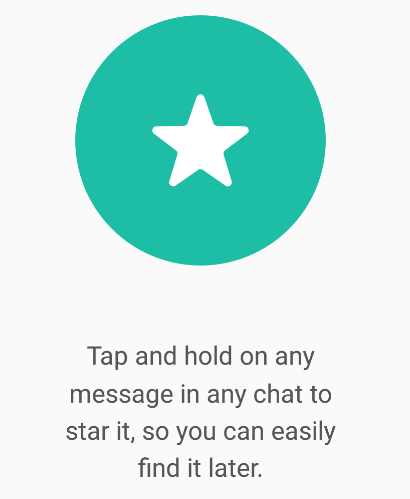 Tap and hold on any
message in any chat to
star it, so you can easily
find it later.